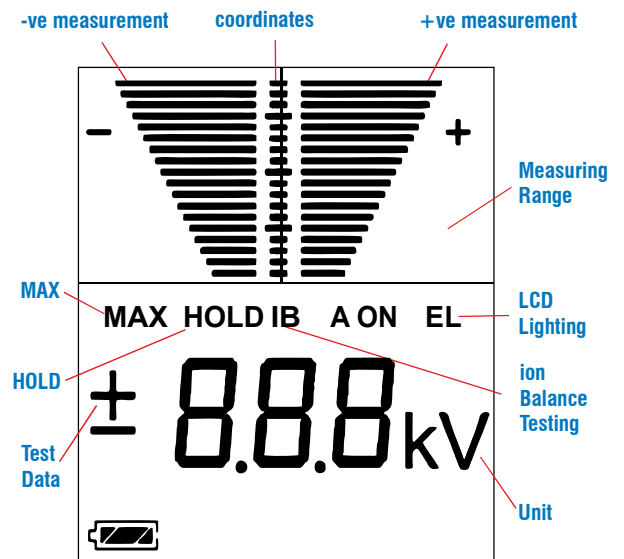 -ve measurement
coordinates
+ve measurement
-
+
Measuring
Range
MAX
MAX HOLD IB A ON EL
LCD
Lighting
HOLD
ion
Balance
Testing
± 8.8.8 kV
Test
Data
Unit